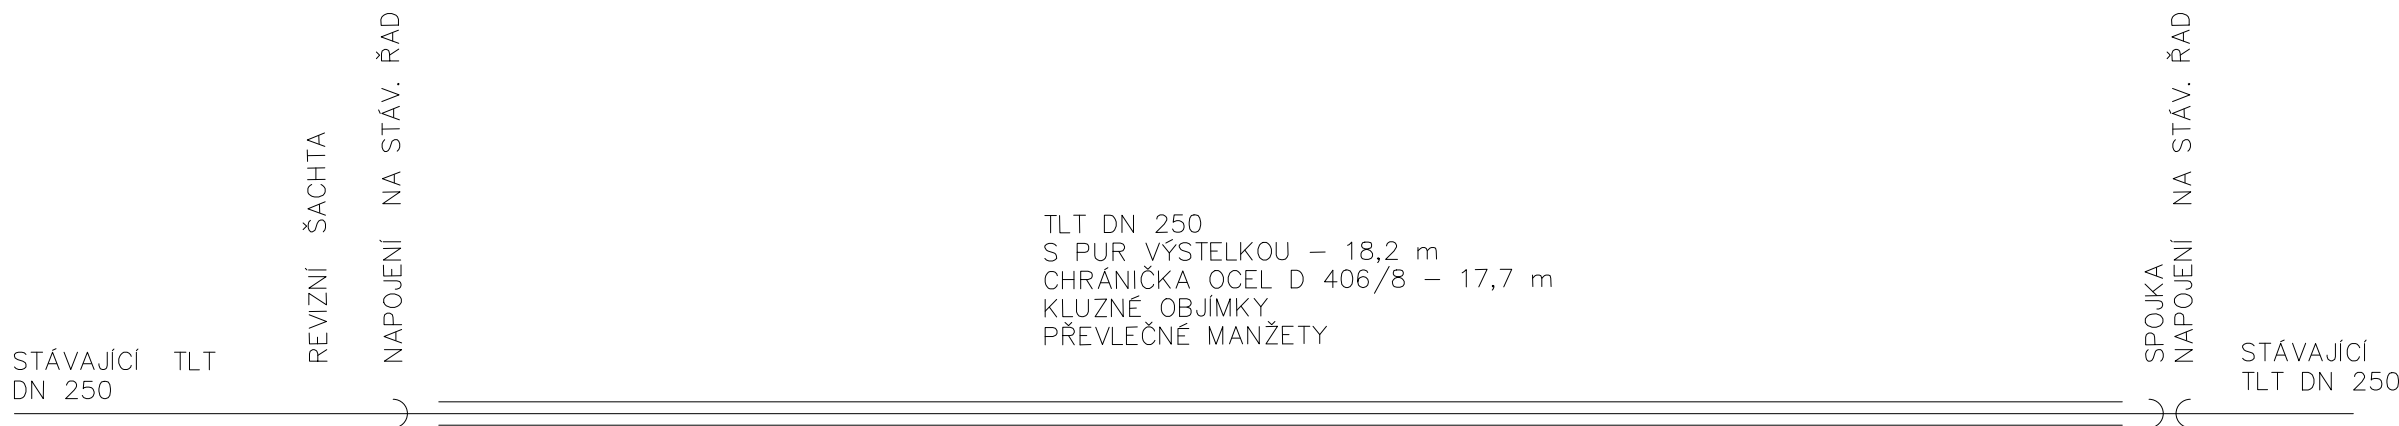 STÁVAJÍCÍ TLT
DN 250
REVIZNÍ ŠACHTA
NAPOJENÍ NA STÁV. ŘAD
TLT DN 250
S PUR VÝSTELKOU – 18,2 m
CHRÁNIČKA OCEL D 406/8 – 17,7 m
KLUZNÉ OBJÍMKY
PŘEVLEČNÉ MANŽETY
SPOJKA
NAPOJENÍ NA STÁV. ŘAD
STÁVAJÍCÍ
TLT DN 250